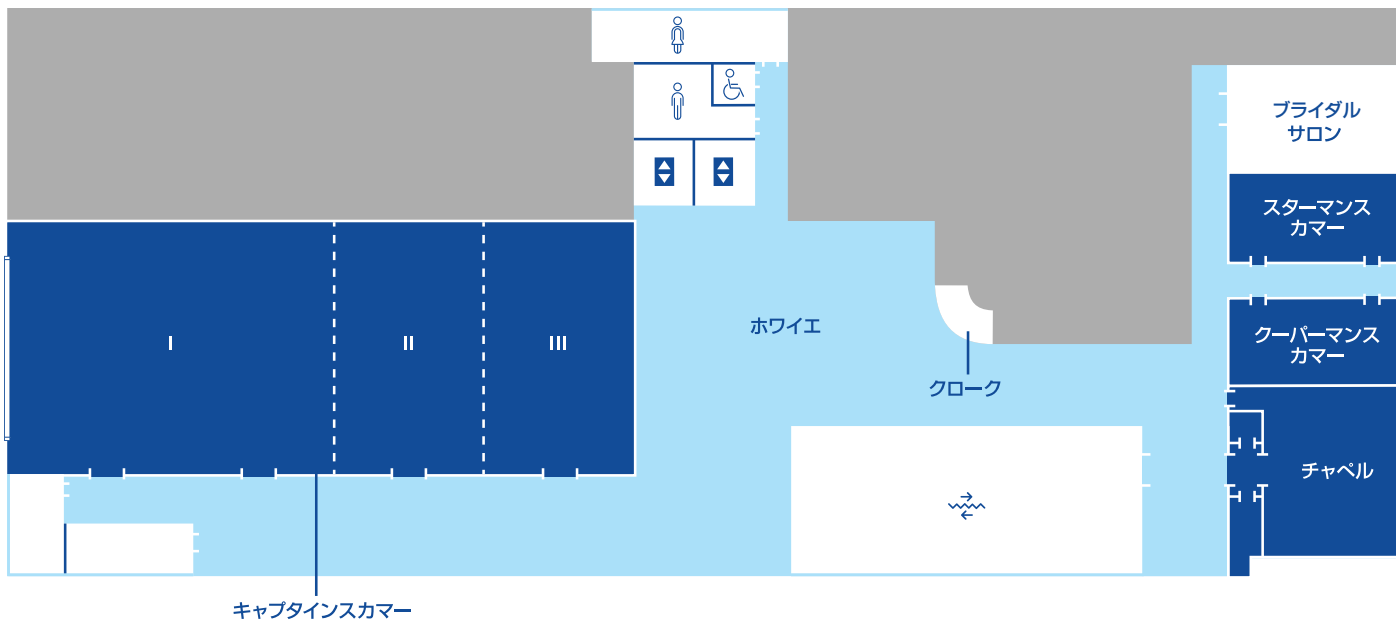 ブライダル
サロン
スターマンス
カマー
I
II
III
ホワイエ
クーパーマンス
カマー
クローク
チャペル
キャプタインスカマー